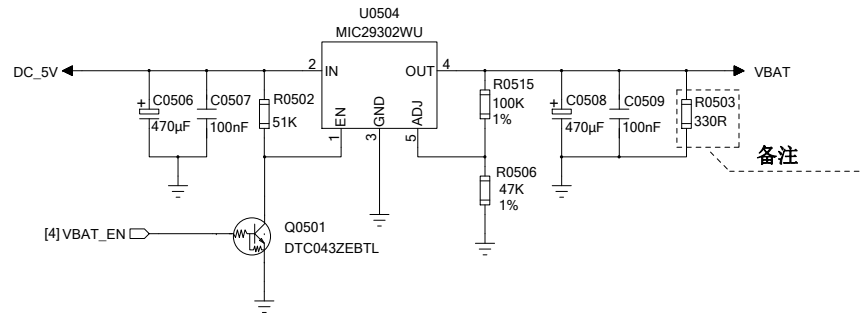 U0504
MIC29302WU
DC_5V
2
IN
OUT
4
VBAT
EN
GND
ADJ
1
3
5
+
C0506
470µF
C0507
100nF
R0502
51K
R0515
100K
1%
R0506
47K
1%
+
C0508
470µF
C0509
100nF
R0503
330R
备注
[4] VBAT_EN
Q0501
DTC043ZEBTL